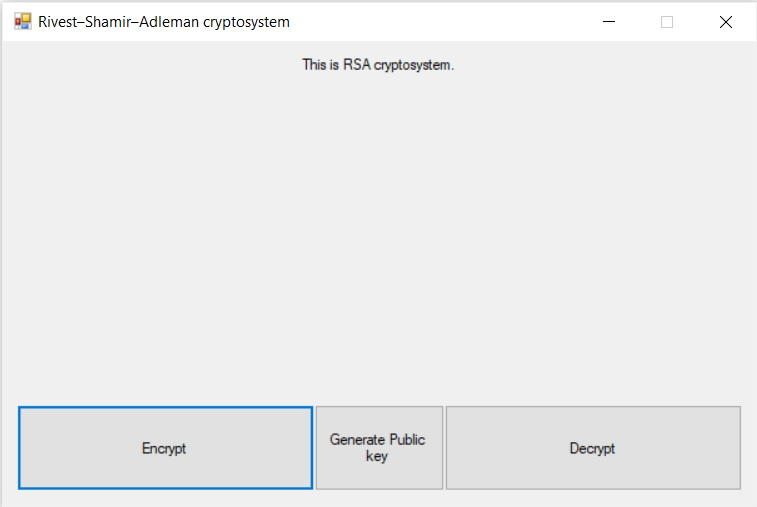 Rivest–Shamir–Adleman cryptosystem
This is RSA cryptosystem.
Encrypt
Generate Public
key
Decrypt